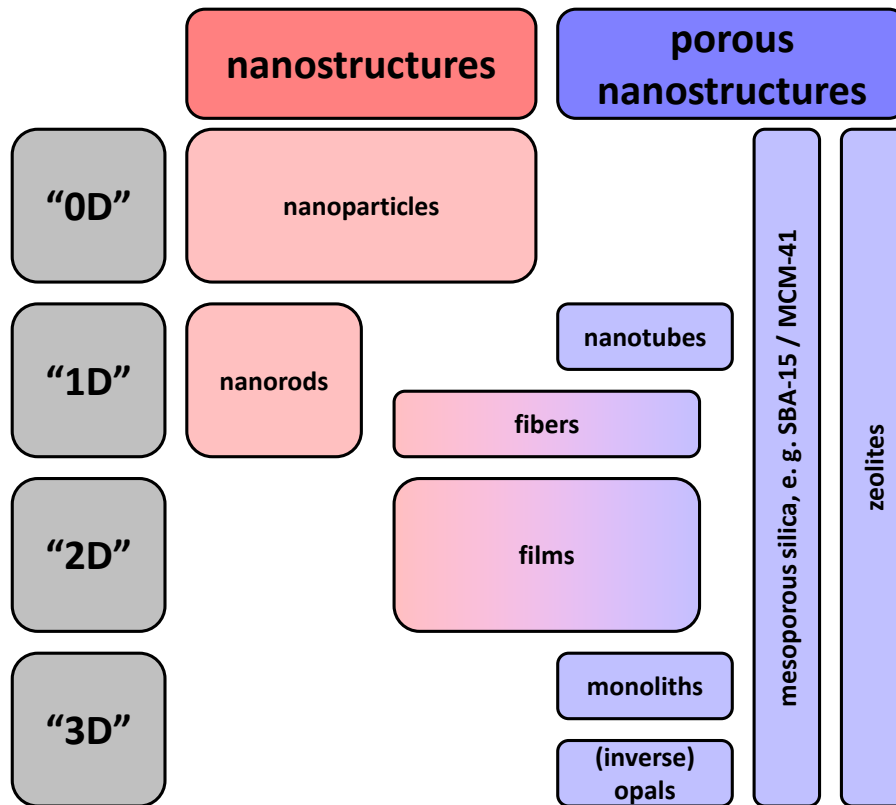 nanostructures
porous
nanostructures
“0D”
nanoparticles
“1D”
nanorods
nanotubes
fibers
“2D”
films
“3D”
monoliths
(inverse)
opals
mesoporous silica, e. g. SBA-15 / MCM-41
zeolites